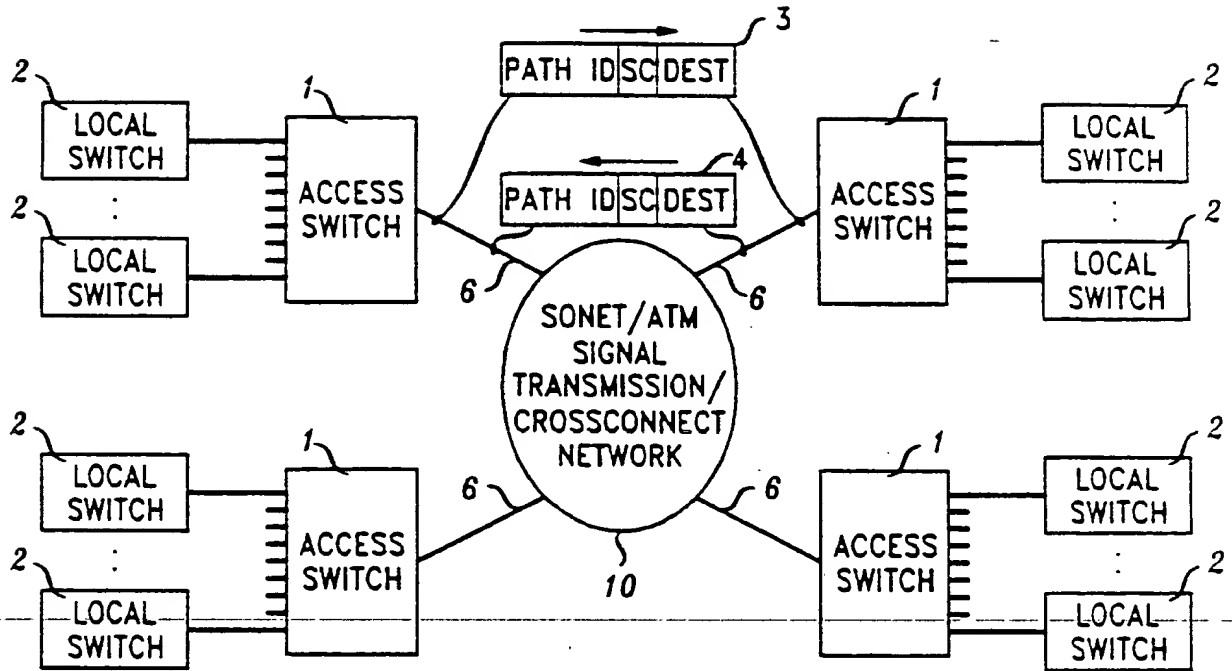 3
PATH ID SC DEST
2
LOCAL
SWITCH
1
ACCESS
SWITCH
2
LOCAL
SWITCH
4
PATH ID SC DEST
1
ACCESS
SWITCH
2
LOCAL
SWITCH
2
LOCAL
SWITCH
6
6
SONET/ATM
SIGNAL
TRANSMISSION/
CROSSCONNECT
NETWORK
10
2
LOCAL
SWITCH
1
ACCESS
SWITCH
2
LOCAL
SWITCH
6
6
1
ACCESS
SWITCH
2
LOCAL
SWITCH
2
LOCAL
SWITCH